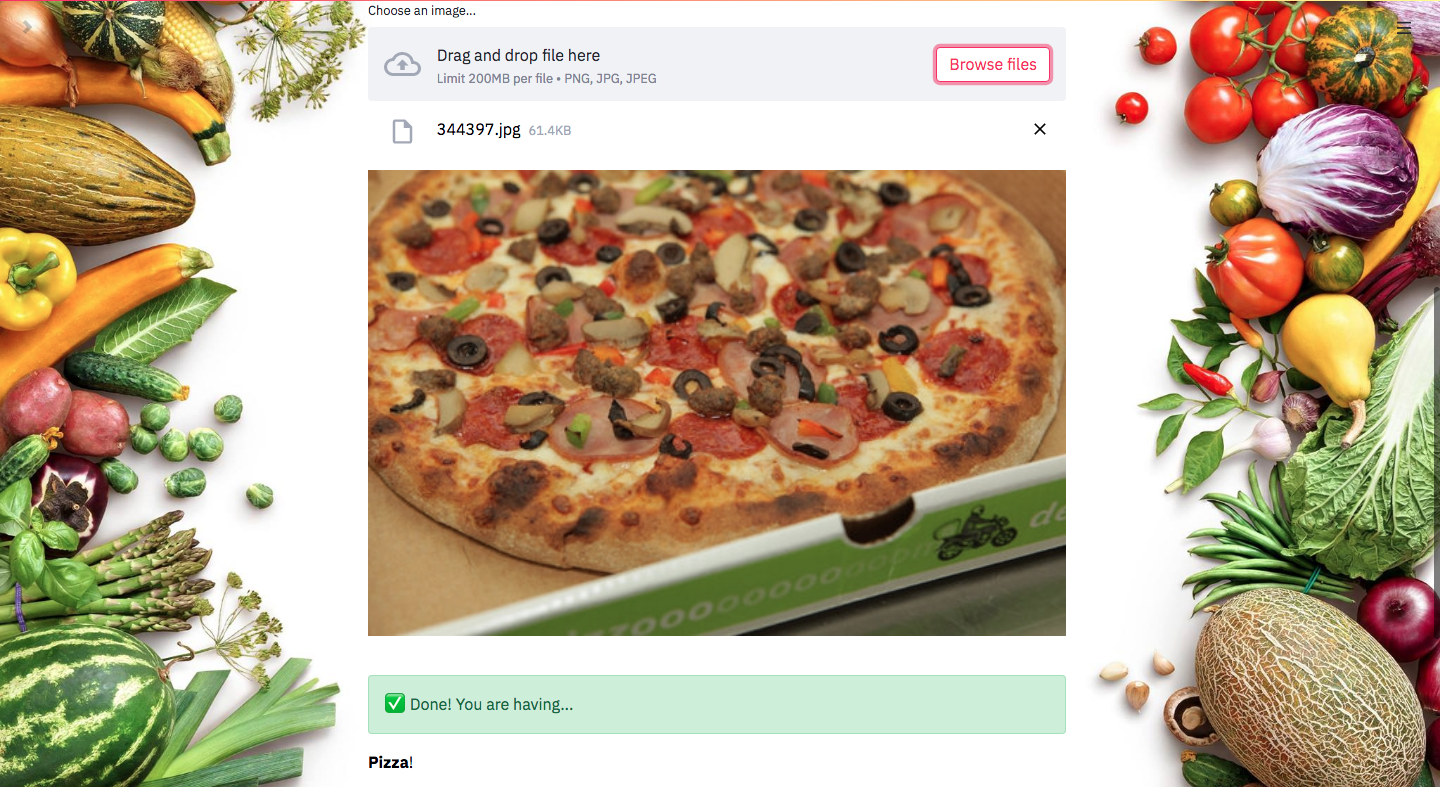 Choose an image...
Drag and drop file here
Limit 200MB per file • PNG, JPG, JPEG
Browse files
344397.jpg 61.4KB
✅ Done! You are having...
Pizza!